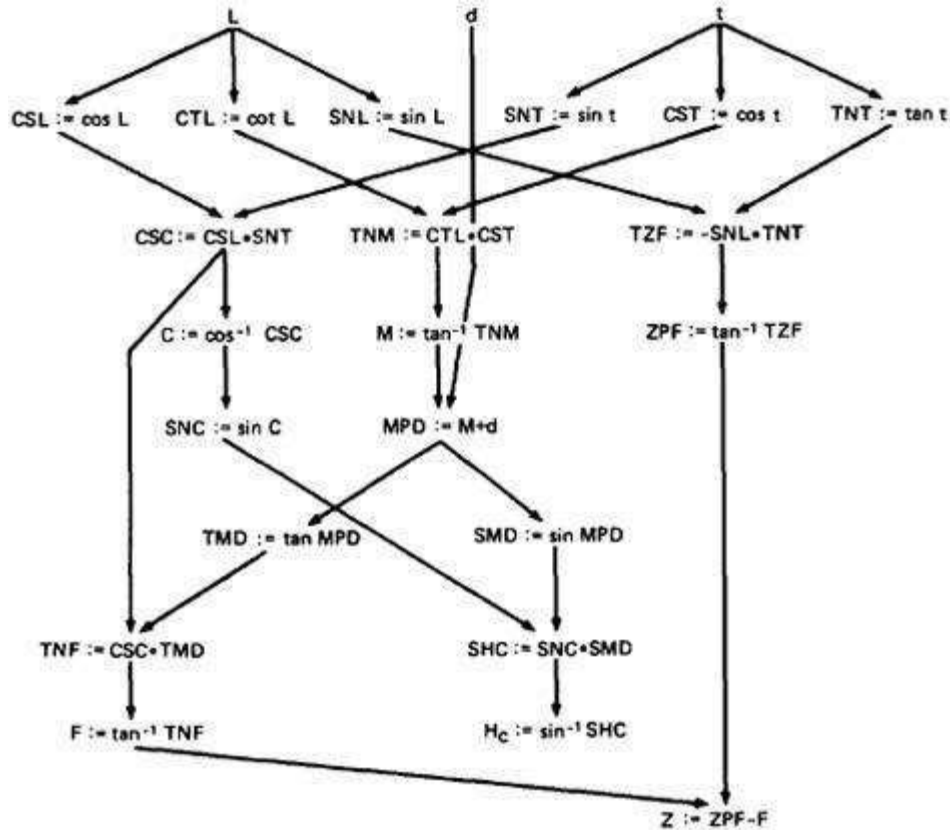 L
d
t
CSL := cos L
CTL := cot L
SNL := sin L
SNT := sin t
CST := cos t
TNT := tan t
CSC := CSL•SNT
TNM := CTL•CST
TZF := -SNL•TNT
C := cos⁻¹ CSC
M := tan⁻¹ TNM
ZPF := tan⁻¹ TZF
SNC := sin C
MPD := M+d
TMD := tan MPD
SMD := sin MPD
TNF := CSC•TMD
SHC := SNC•SMD
F := tan⁻¹ TNF
H_C := sin⁻¹ SHC
Z := ZPF-F